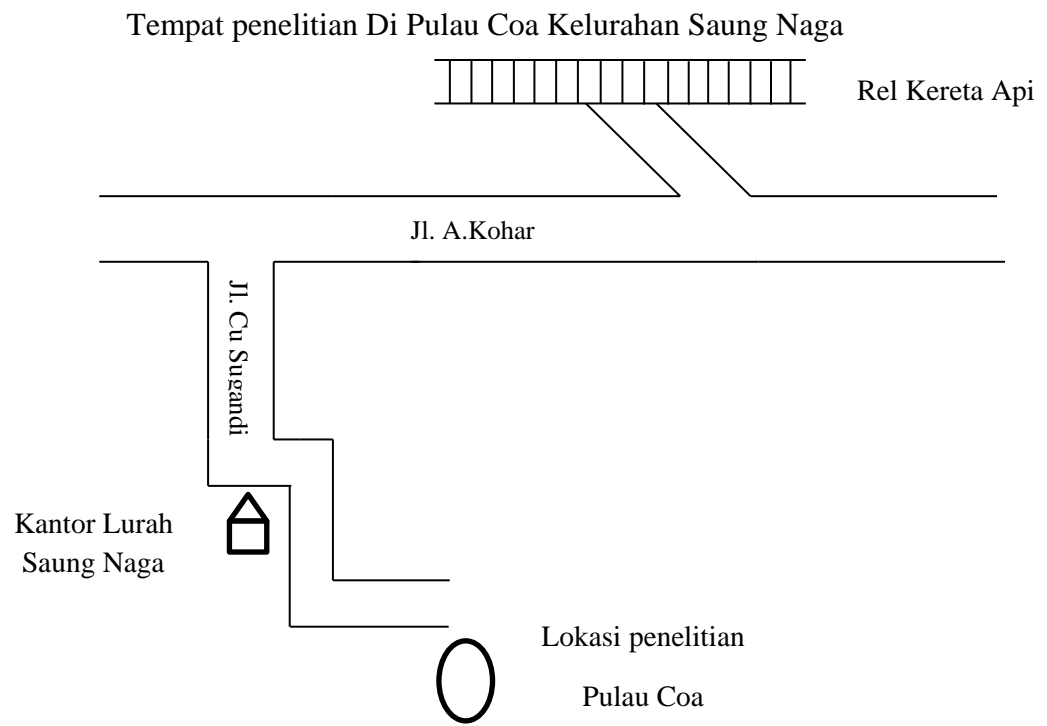 Tempat penelitian Di Pulau Coa Kelurahan Saung Naga
Rel Kereta Api
Jl. A.Kohar
Jl. Cu Sugandi
Kantor Lurah
Saung Naga
Lokasi penelitian
Pulau Coa